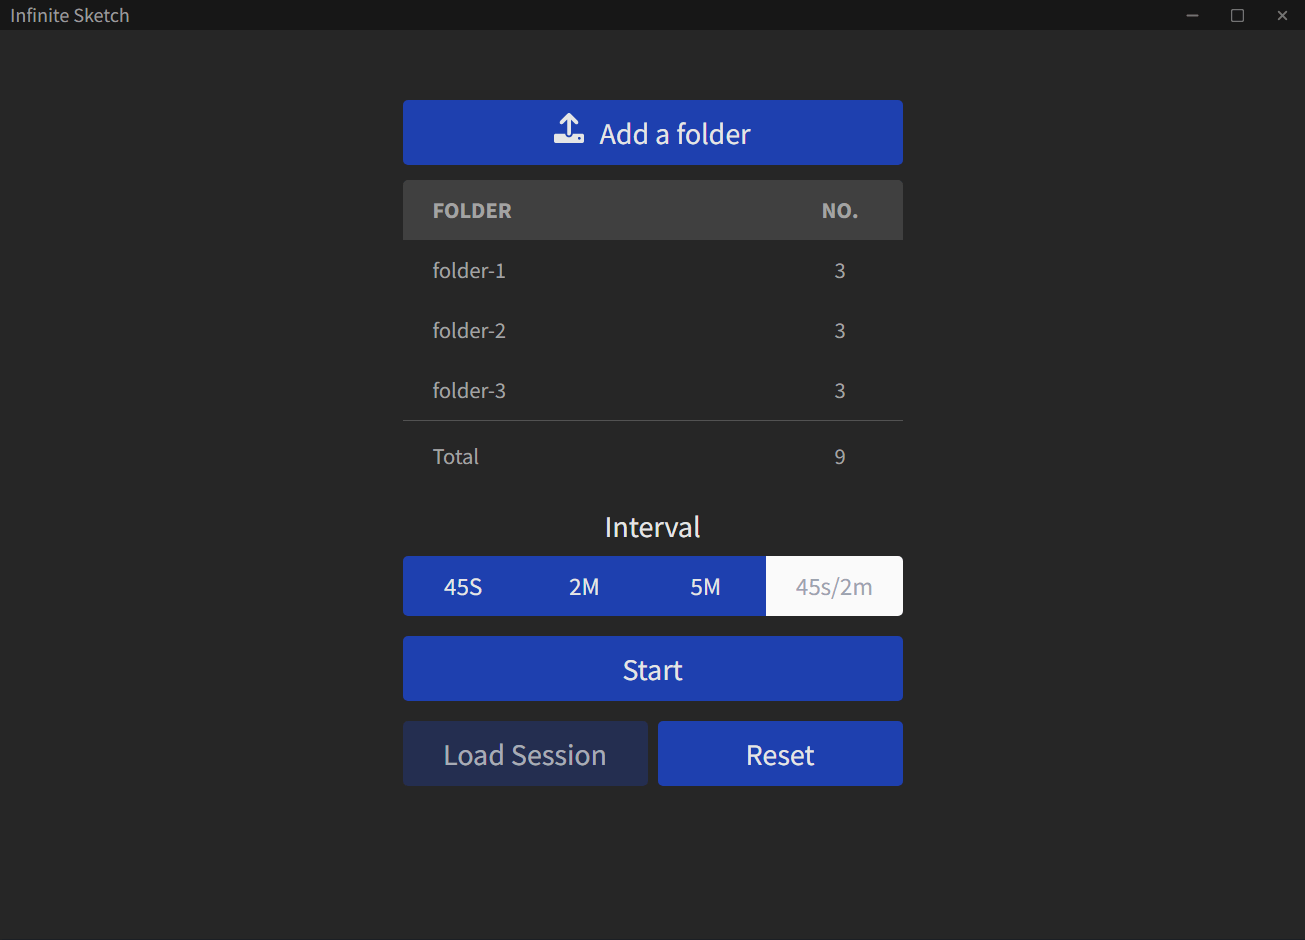 Infinite Sketch
Add a folder
FOLDER NO.
folder-1 3
folder-2 3
folder-3 3
Total 9
Interval
45S 2M 5M 45s/2m
Start
Load Session Reset